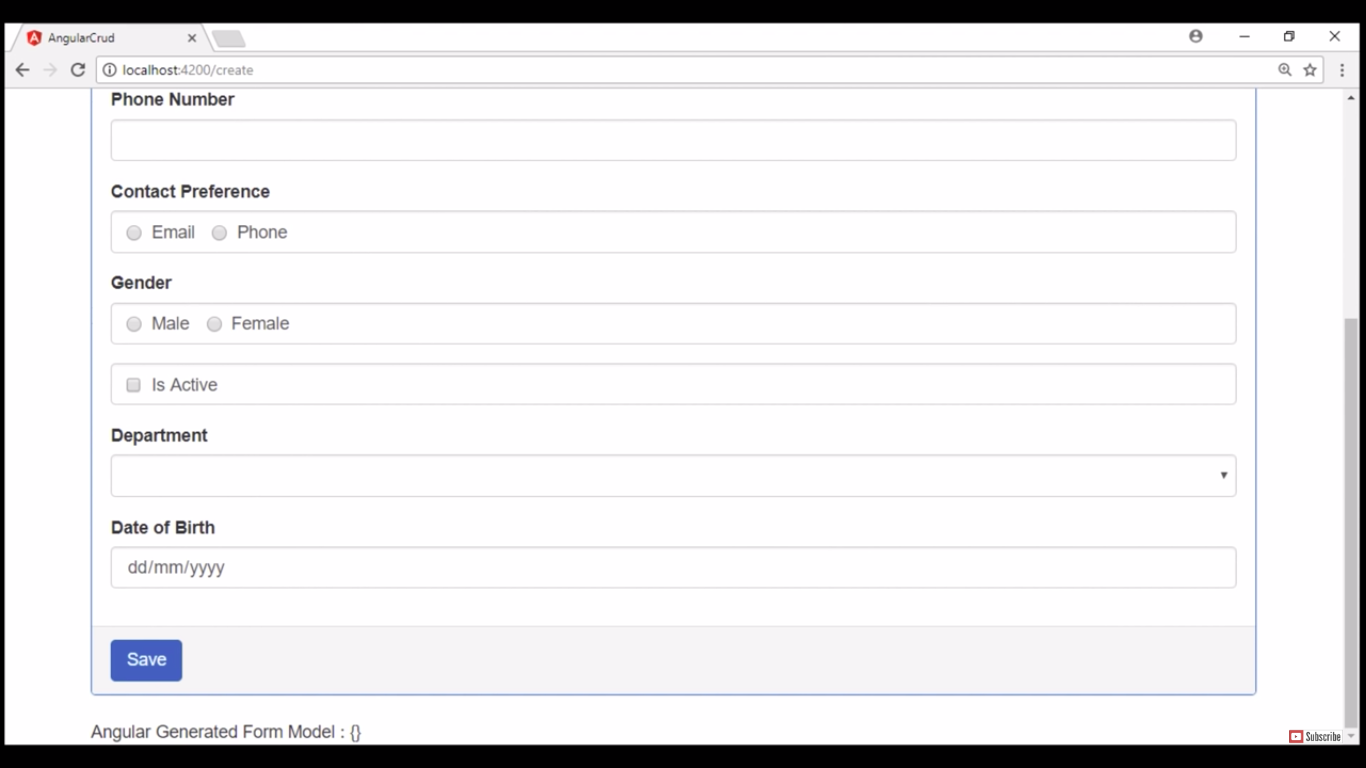 AngularCrud
localhost:4200/create
Phone Number
Contact Preference
Email Phone
Gender
Male Female
Is Active
Department
Date of Birth
dd/mm/yyyy
Save
Angular Generated Form Model : {}
Subscribe